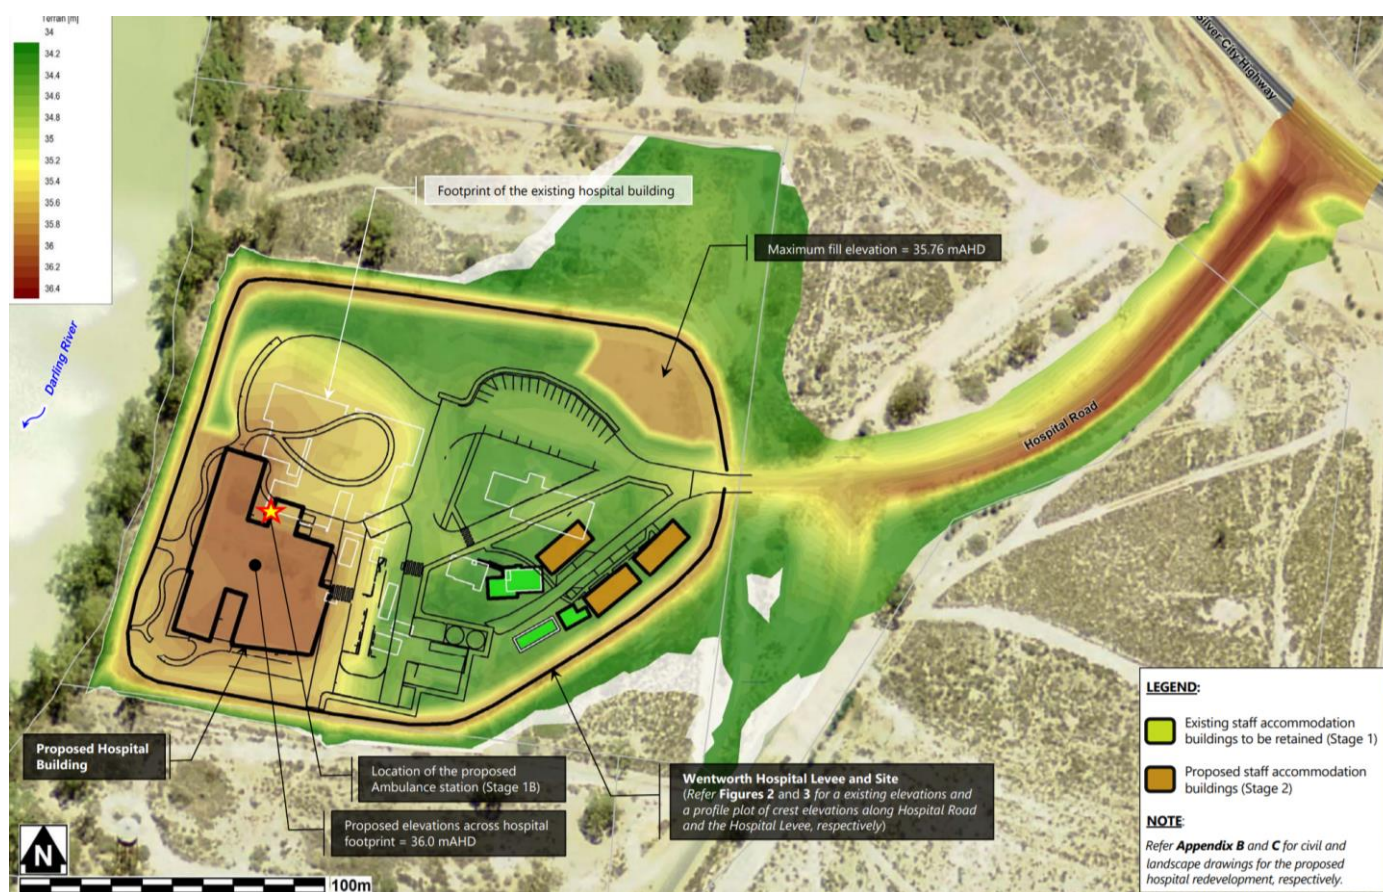 Terrain [m]
34
34.2
34.4
34.6
34.8
35
35.2
35.4
35.6
35.8
36
36.2
36.4
Silver City Highway
Footprint of the existing hospital building
Maximum fill elevation = 35.76 mAHD
Darling River
Hospital Road
Proposed Hospital
Building
Location of the proposed
Ambulance station (Stage 1B)
Proposed elevations across hospital
footprint = 36.0 mAHD
Wentworth Hospital Levee and Site
(Refer Figures 2 and 3 for a existing elevations and
a profile plot of crest elevations along Hospital Road
and the Hospital Levee, respectively)
LEGEND:
Existing staff accommodation
buildings to be retained (Stage 1)
Proposed staff accommodation
buildings (Stage 2)
NOTE:
Refer Appendix B and C for civil and
landscape drawings for the proposed
hospital redevelopment, respectively.
N
100m